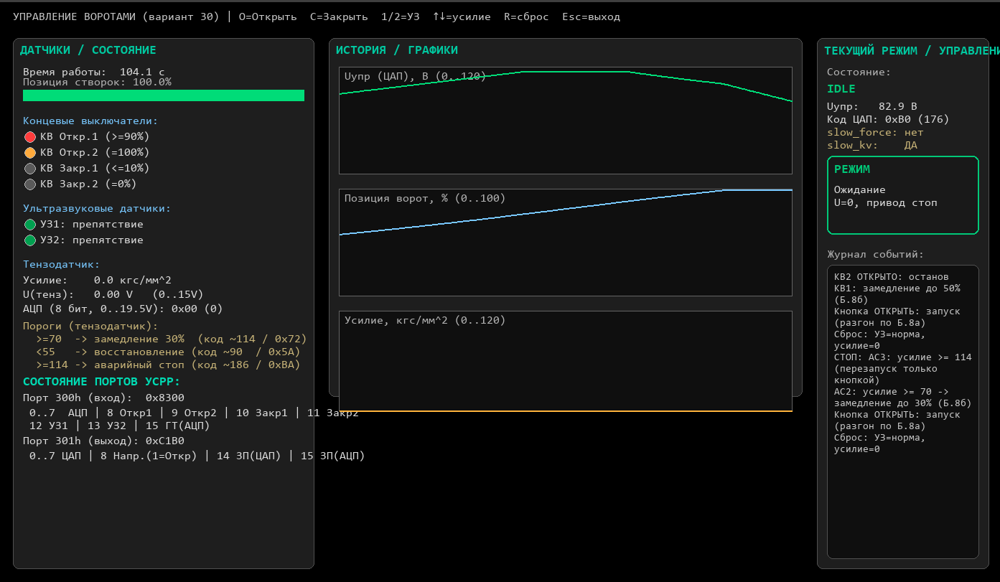 УПРАВЛЕНИЕ ВОРОТАМИ (вариант 30) | O=Открыть  C=Закрыть  1/2=УЗ  ↑↓=усилие  R=сброс  Esc=выход
ДАТЧИКИ / СОСТОЯНИЕ
Время работы:  104.1 с
Позиция створок: 100.0%
Концевые выключатели:
КВ Откр.1 (>=90%)
КВ Откр.2 (=100%)
КВ Закр.1 (<=10%)
КВ Закр.2 (=0%)
Ультразвуковые датчики:
УЗ1: препятствие
УЗ2: препятствие
Тензодатчик:
Усилие:    0.0 кгс/мм^2
U(тенз):   0.00 V   (0..15V)
АЦП (8 бит, 0..19.5V): 0x00 (0)
Пороги (тензодатчик):
>=70  -> замедление 30%  (код ~114 / 0x72)
<55   -> восстановление (код ~90  / 0x5A)
>=114 -> аварийный стоп (код ~186 / 0xBA)
СОСТОЯНИЕ ПОРТОВ УСРР:
Порт 300h (вход):  0x8300
0..7  АЦП | 8 Откр1 | 9 Откр2 | 10 Закр1 | 11 Закр2
12 УЗ1 | 13 УЗ2 | 15 ГТ(АЦП)
Порт 301h (выход): 0xC1B0
0..7 ЦАП | 8 Напр.(1=Откр) | 14 ЗП(ЦАП) | 15 ЗП(АЦП)
ИСТОРИЯ / ГРАФИКИ
Uупр (ЦАП), В (0..120)
Позиция ворот, % (0..100)
Усилие, кгс/мм^2 (0..120)
ТЕКУЩИЙ РЕЖИМ / УПРАВЛЕНИ
Состояние:
IDLE
Uупр:   82.9 В
Код ЦАП: 0xB0 (176)
slow_force: нет
slow_kv:    ДА
РЕЖИМ
Ожидание
U=0, привод стоп
Журнал событий:
КВ2 ОТКРЫТО: останов
КВ1: замедление до 50%
(Б.8б)
Кнопка ОТКРЫТЬ: запуск
(разгон по Б.8а)
Сброс: УЗ=норма,
усилие=0
СТОП: АС3: усилие >= 114
(перезапуск только
кнопкой)
АС2: усилие >= 70 ->
замедление до 30% (Б.8б)
Кнопка ОТКРЫТЬ: запуск
(разгон по Б.8а)
Сброс: УЗ=норма,
усилие=0